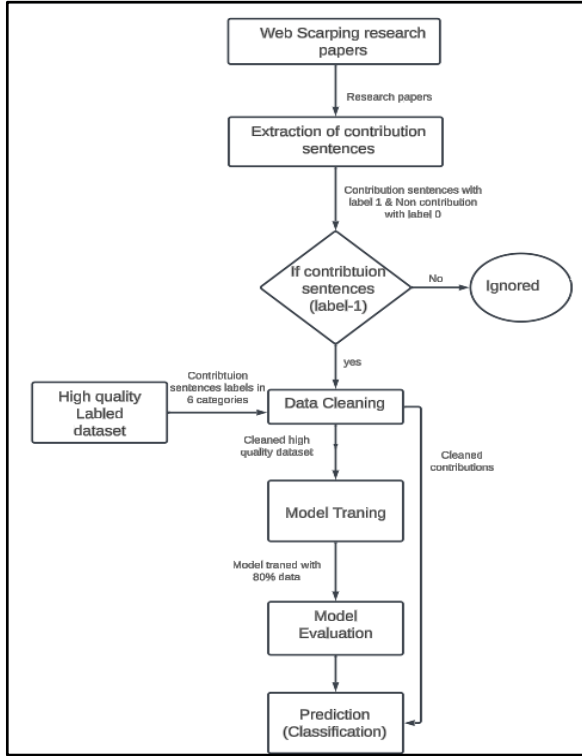 Web Scarping research
papers
Research papers
Extraction of contribution
sentences
Contribution sentences with
label 1 & Non contribution
with label 0
If contribtuion
sentences
(label-1)
No
Ignored
yes
High quality
Labled
dataset
Contribtuion
sentences labels in
6 categories
Data Cleaning
Cleaned high
quality dataset
Cleaned
contributions
Model Traning
Model traned with
80% data
Model
Evaluation
Prediction
(Classification)